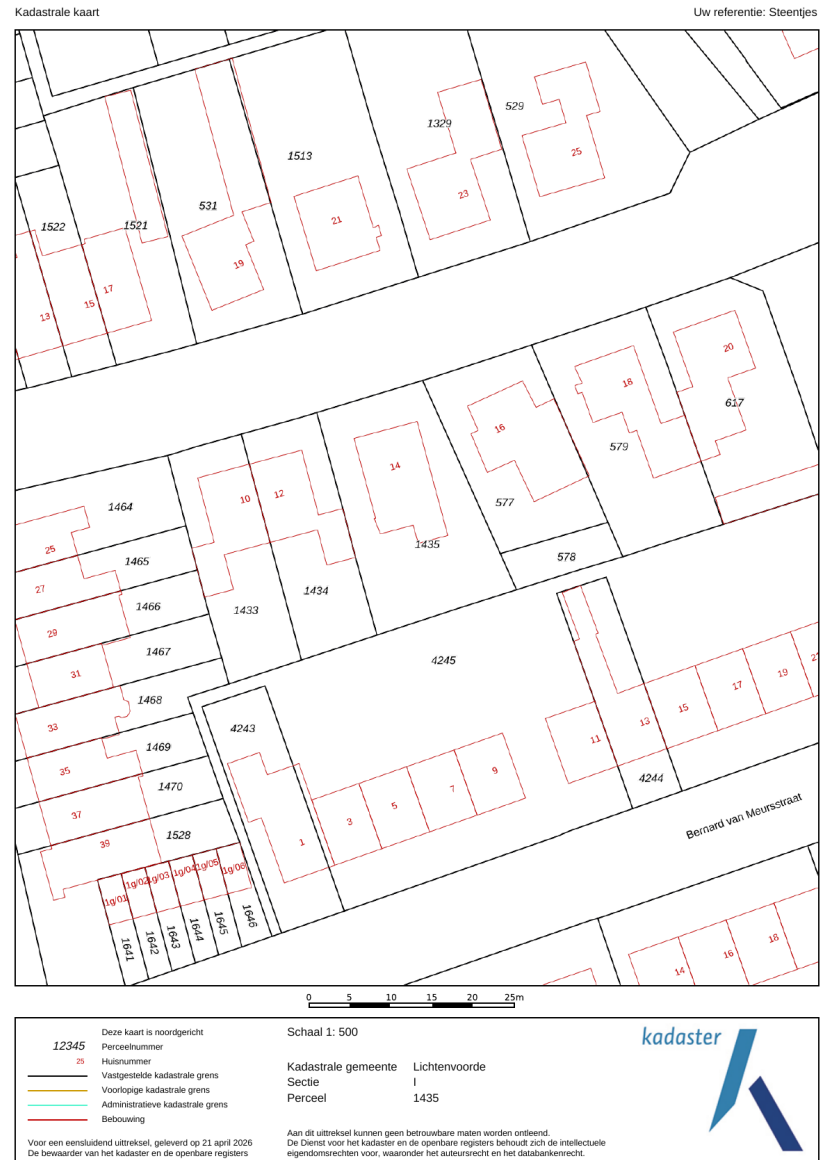 Kadastrale kaart
Uw referentie: Steentjes
529
1329
25
1513
23
531
21
1522
1521
19
17
15
13
20
18
617
16
579
14
10
12
1464
577
1435
25
1465
578
27
1434
1466
1433
29
1467
4245
31
1468
33
4243
1469
35
1470
37
1528
39
1
3
5
7
9
11
13
15
17
19
4244
Bernard van Meursstraat
1g/01
1g/02
1g/03
1g/04
1g/05
1g/06
1641
1642
1643
1644
1645
1646
14
16
18
0 5 10 15 20 25m
12345
25
Deze kaart is noordgericht
Perceelnummer
Huisnummer
Vastgestelde kadastrale grens
Voorlopige kadastrale grens
Administratieve kadastrale grens
Bebouwing
Voor een eensluidend uittreksel, geleverd op 21 april 2026
De bewaarder van het kadaster en de openbare registers
Schaal 1: 500
Kadastrale gemeente Lichtenvoorde
Sectie I
Perceel 1435
Aan dit uittreksel kunnen geen betrouwbare maten worden ontleend.
De Dienst voor het kadaster en de openbare registers behoudt zich de intellectuele
eigendomsrechten voor, waaronder het auteursrecht en het databankenrecht.
kadaster